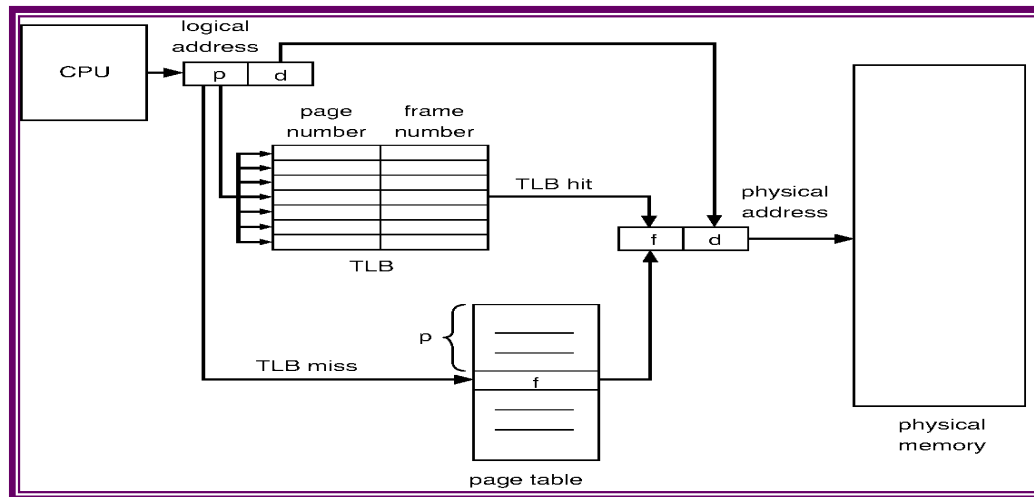 logical
address
CPU
p d
page frame
number number
TLB hit
physical
address
f d
TLB
p
TLB miss
f
physical
memory
page table